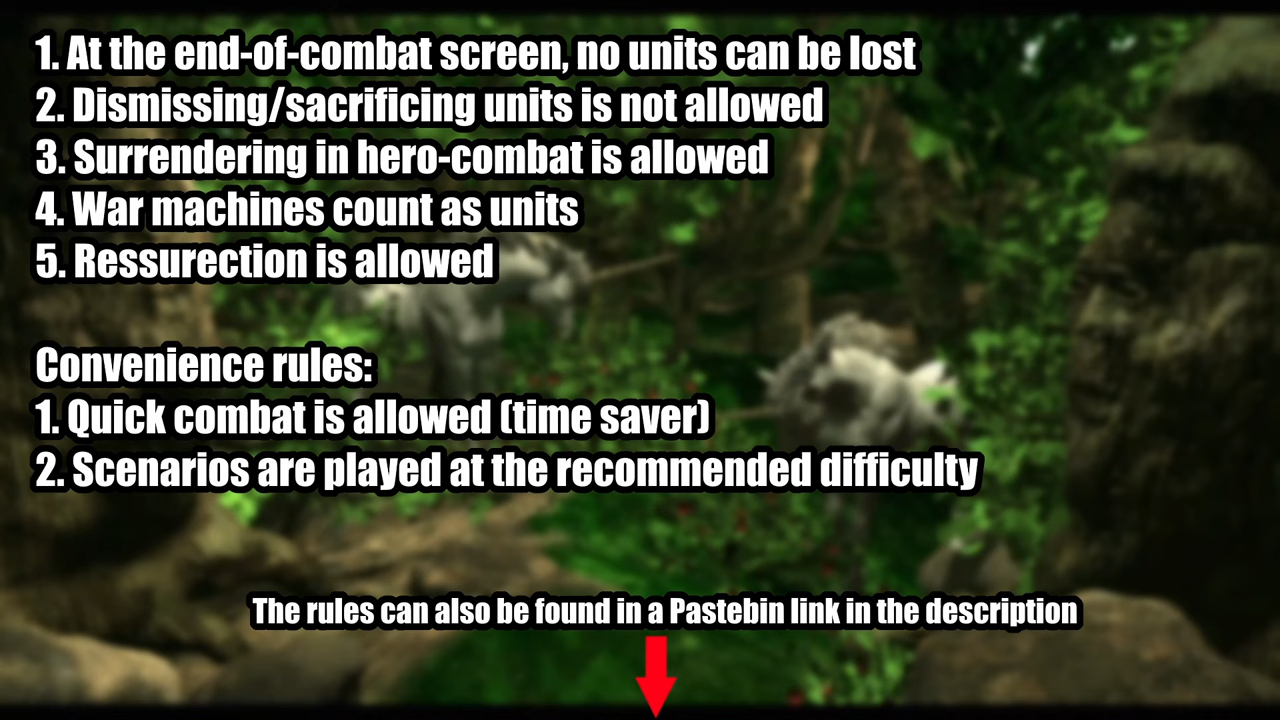 1. At the end-of-combat screen, no units can be lost
2. Dismissing/sacrificing units is not allowed
3. Surrendering in hero-combat is allowed
4. War machines count as units
5. Ressurection is allowed
Convenience rules:
1. Quick combat is allowed (time saver)
2. Scenarios are played at the recommended difficulty
The rules can also be found in a Pastebin link in the description